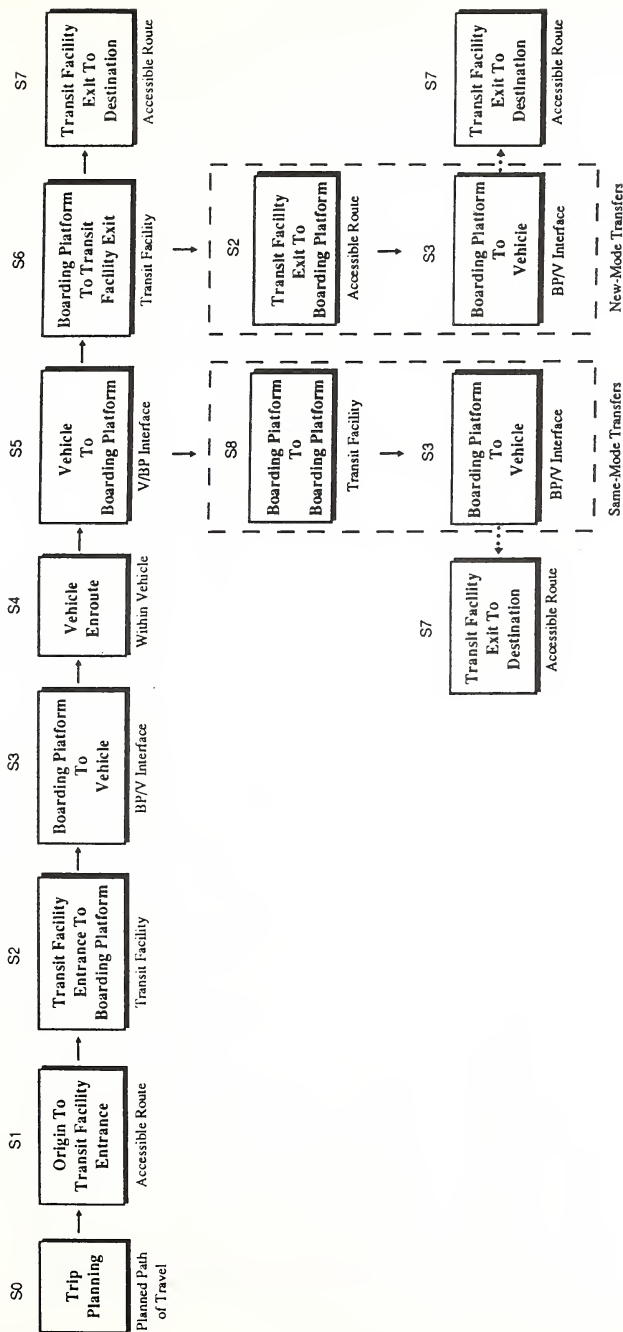 S0
Trip
Planning
Planned Path
of Travel
S1
Origin To
Transit Facility
Entrance
Accessible Route
S2
Transit Facility
Entrance To
Boarding Platform
Transit Facility
S3
Boarding Platform
To
Vehicle
BP/V Interface
S4
Vehicle
Enroute
Within Vehicle
S5
Vehicle
To
Boarding Platform
V/BP Interface
S6
Boarding Platform
To Transit
Facility Exit
Transit Facility
S7
Transit Facility
Exit To
Destination
Accessible Route
S8
Boarding Platform
To
Boarding Platform
Transit Facility
S3
Boarding Platform
To
Vehicle
BP/V Interface
Same-Mode Transfers
S7
Transit Facility
Exit To
Destination
Accessible Route
S2
Transit Facility
Exit To
Boarding Platform
Accessible Route
S3
Boarding Platform
To
Vehicle
BP/V Interface
New-Mode Transfers
S7
Transit Facility
Exit To
Destination
Accessible Route